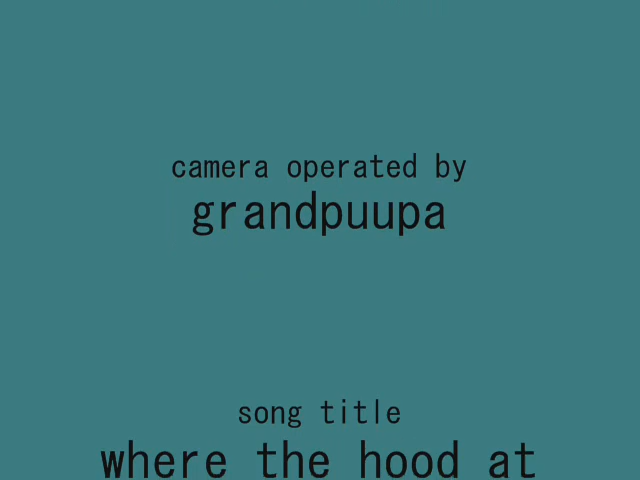 camera operated by
grandpuupa
song title
where the hood at